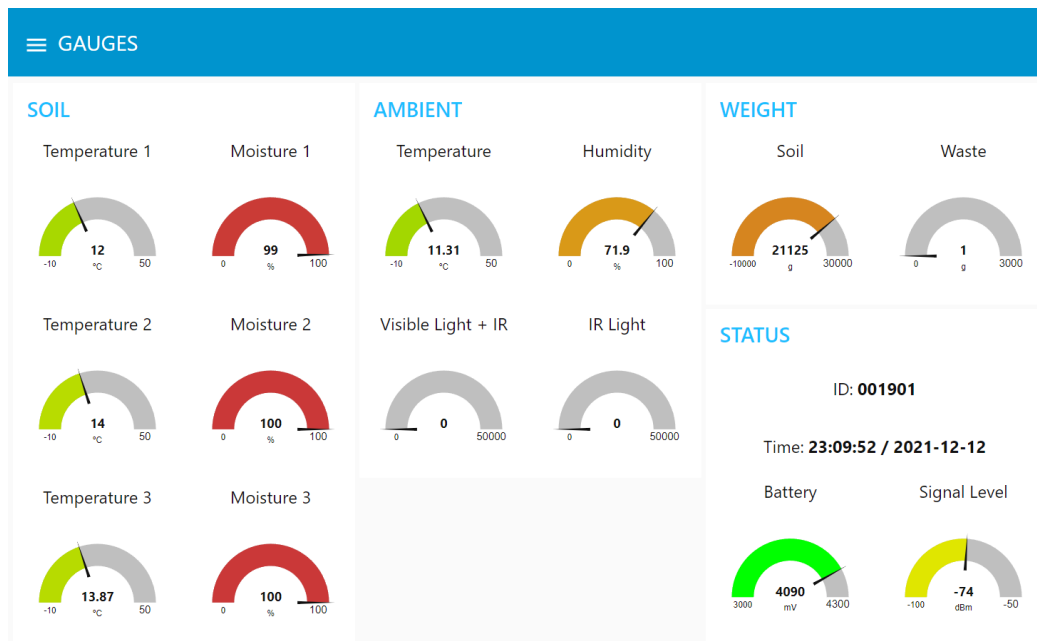 GAUGES
SOIL
Temperature 1
12
°C
-10
50
Moisture 1
99
%
0
100
Temperature 2
14
°C
-10
50
Moisture 2
100
%
0
100
Temperature 3
13.87
°C
-10
50
Moisture 3
100
%
0
100
AMBIENT
Temperature
11.31
°C
-10
50
Humidity
71.9
%
0
100
Visible Light + IR
0
0
50000
IR Light
0
0
50000
WEIGHT
Soil
21125
g
-10000
30000
Waste
1
g
0
3000
STATUS
ID: 001901
Time: 23:09:52 / 2021-12-12
Battery
4090
mV
3000
4300
Signal Level
-74
dBm
-100
-50